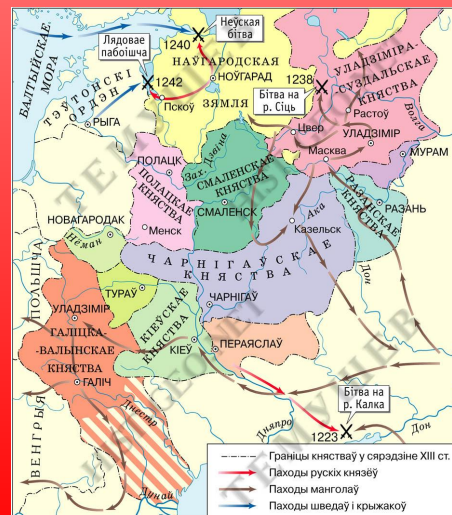 Неўская
бітва
1240
Лядовае
пабоішча
1242
БАЛТЫЙСКАЕ
МОРА
ТЭЎТОНСКІ
ОРДЭН
НАЎГАРОДСКАЯ
ЗЯМЛЯ
НОЎГАРАД
Пскоў
РЫГА
1238
Бітва на
р. Сіць
УЛАДЗІМІРА-
СУЗДАЛЬСКАЕ
КНЯСТВА
Растоў
Цвер
УЛАДЗІМІР
Волга
Масква
МУРАМ
ПОЛАЦК
ПОЛАЦКАЕ
КНЯСТВА
Менск
Зах. Дзвіна
СМАЛЕНСКАЕ
КНЯСТВА
СМАЛЕНСК
РАЗАНСКАЕ
КНЯСТВА
РАЗАНЬ
Ака
Казельск
НОВАГАРОДАК
Нёман
ЧАРНІГАЎСКАЕ
КНЯСТВА
ЧАРНІГАЎ
Дон
ПОЛЬШЧА
ТУРАЎ
УЛАДЗІМІР
ГАЛІЦКА-
ВАЛЫНСКАЕ
КНЯСТВА
ГАЛІЧ
КІЕЎСКАЕ
КНЯСТВА
КІЕЎ
ПЕРАЯСЛАЎ
ВЕНГРЫЯ
Днестр
Дунай
Дняпро
Бітва на
р. Калка
1223
Дон
Граніцы княстваў у сярэдзіне XIII ст.
Паходы рускіх князёў
Паходы манголаў
Паходы шведаў і крыжакоў